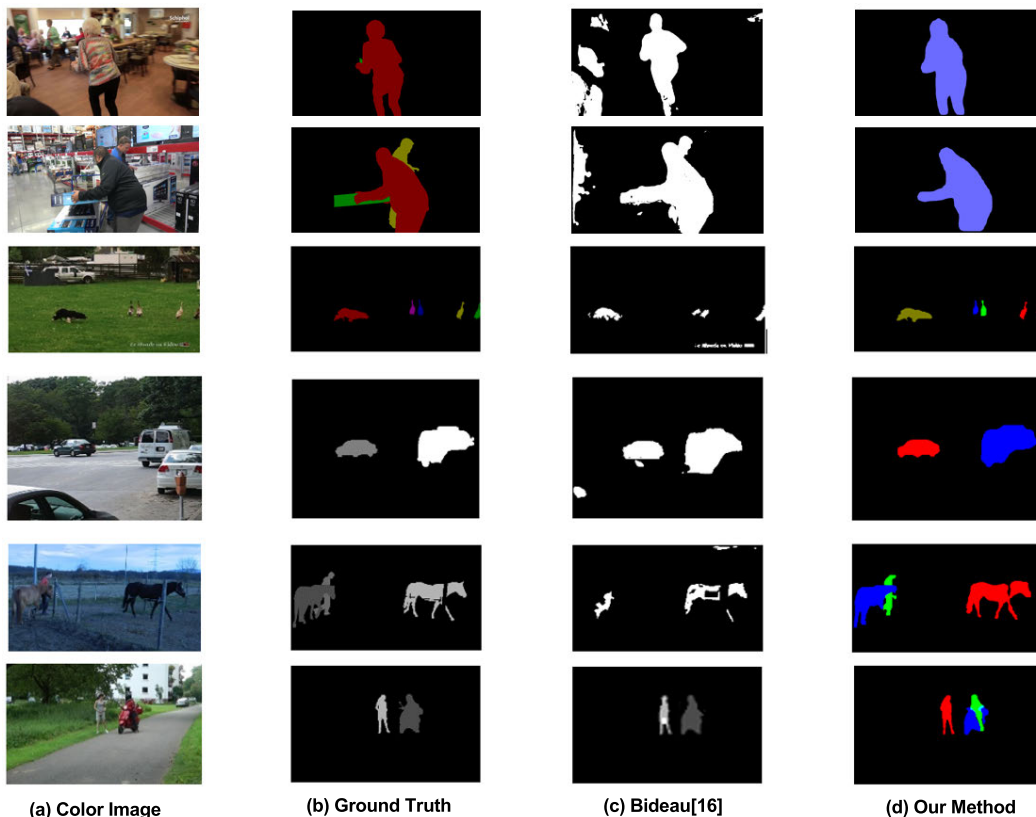 Schiphol
(a) Color Image
(b) Ground Truth
(c) Bideau[16]
(d) Our Method